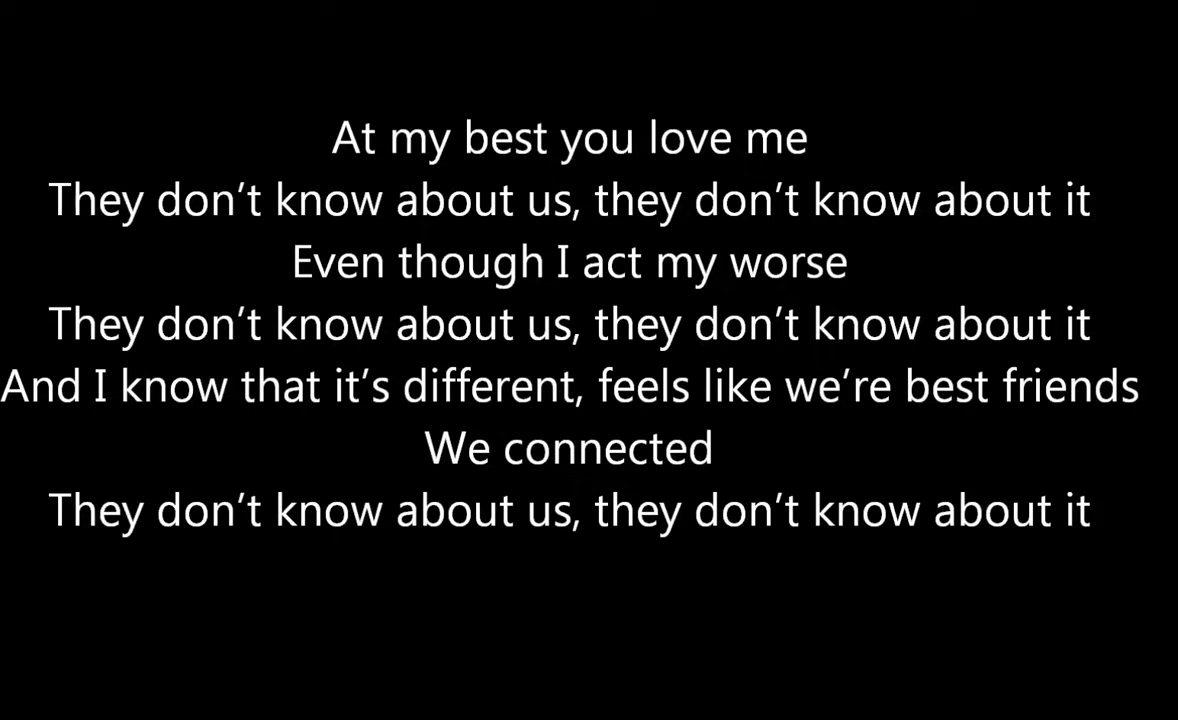 At my best you love me
They don’t know about us, they don’t know about it
Even though I act my worse
They don’t know about us, they don’t know about it
And I know that it’s different, feels like we’re best friends
We connected
They don’t know about us, they don’t know about it